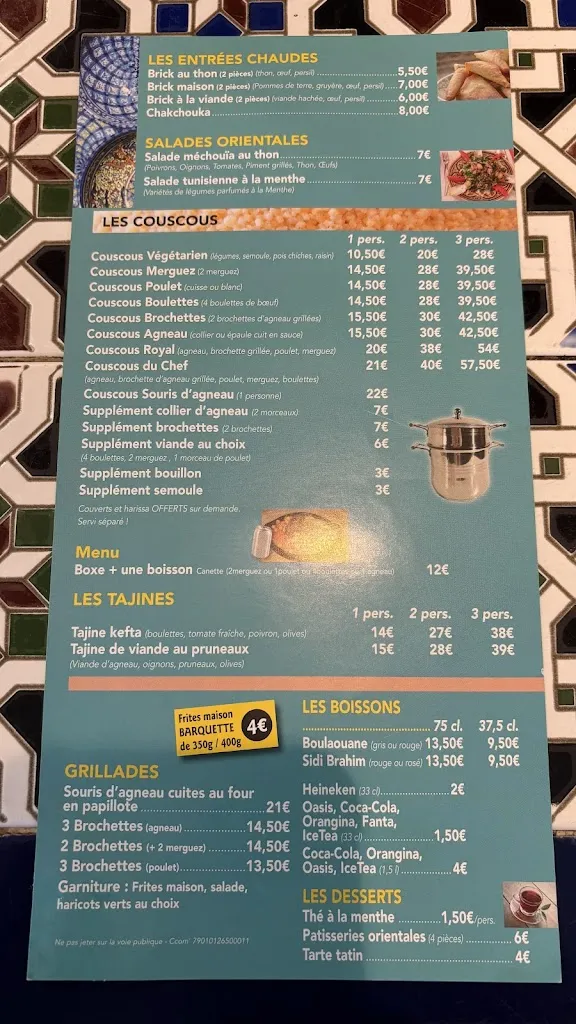 LES ENTRÉES CHAUDES
Brick au thon (2 pièces) (thon, œuf, persil)......5,50€
Brick maison (2 pièces) (Pommes de terre, gruyère, œuf, persil).....7,00€
Brick à la viande (2 pièces) (viande hachée, œuf, persil)......6,00€
Chakchouka......8,00€
SALADES ORIENTALES
Salade méchouïa au thon......7€
(Poivrons, Oignons, Tomates, Piment grillés, Thon, Œufs)
Salade tunisienne à la menthe......7€
(Variétés de légumes parfumés à la Menthe)
LES COUSCOUS
1 pers. 2 pers. 3 pers.
Couscous Végétarien (légumes, semoule, pois chiches, raisin) 10,50€ 20€ 28€
Couscous Merguez (2 merguez) 14,50€ 28€ 39,50€
Couscous Poulet (cuisse ou blanc) 14,50€ 28€ 39,50€
Couscous Boulettes (4 boulettes de bœuf) 14,50€ 28€ 39,50€
Couscous Brochettes (2 brochettes d'agneau grillées) 15,50€ 30€ 42,50€
Couscous Agneau (collier ou épaule cuit en sauce) 15,50€ 30€ 42,50€
Couscous Royal (agneau, brochette grillée, poulet, merguez) 20€ 38€ 54€
Couscous du Chef 21€ 40€ 57,50€
(agneau, brochette d'agneau grillée, poulet, merguez, boulettes)
Couscous Souris d'agneau (1 personne) 22€
Supplément collier d'agneau (2 morceaux) 7€
Supplément brochettes (2 brochettes) 7€
Supplément viande au choix 6€
(4 boulettes, 2 merguez , 1 morceau de poulet)
Supplément bouillon 3€
Supplément semoule 3€
Couverts et harissa OFFERTS sur demande.
Servi séparé !
Menu
Boxe + une boisson Canette (2merguez ou 1poulet ou 4boulettes 1 agneau) 12€
LES TAJINES
1 pers. 2 pers. 3 pers.
Tajine kefta (boulettes, tomate fraîche, poivron, olives) 14€ 27€ 38€
Tajine de viande au pruneaux 15€ 28€ 39€
(Viande d'agneau, oignons, pruneaux, olives)
Frites maison
BARQUETTE
de 350g / 400g
4€
GRILLADES
Souris d'agneau cuites au four
en papillote......21€
3 Brochettes (agneau)......14,50€
2 Brochettes (+ 2 merguez)......14,50€
3 Brochettes (poulet)......13,50€
Garniture : Frites maison, salade,
haricots verts au choix
Ne pas jeter sur la voie publique - Ccom' 79010126500011
LES BOISSONS
......75 cl. 37,5 cl.
Boulaouane (gris ou rouge) 13,50€ 9,50€
Sidi Brahim (rouge ou rosé) 13,50€ 9,50€
Heineken (33 cl)......2€
Oasis, Coca-Cola,
Orangina, Fanta,
IceTea (33 cl)......1,50€
Coca-Cola, Orangina,
Oasis, IceTea (1,5 l)......4€
LES DESSERTS
Thé à la menthe......1,50€/pers.
Patisseries orientales (4 pièces)......6€
Tarte tatin......4€